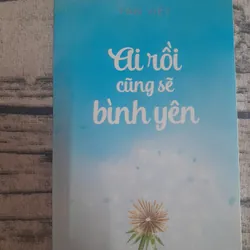 Ai rồi
cũng sẽ
bình yên